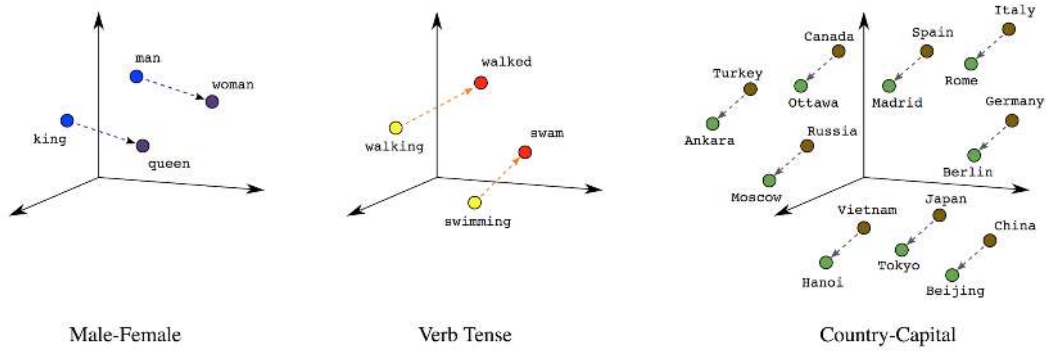 man
woman
king
queen
Male-Female
walked
walking
swam
swimming
Verb Tense
Italy
Canada
Spain
Rome
Turkey
Ottawa
Madrid
Germany
Ankara
Russia
Berlin
Moscow
Vietnam
Japan
China
Tokyo
Hanoi
Beijing
Country-Capital